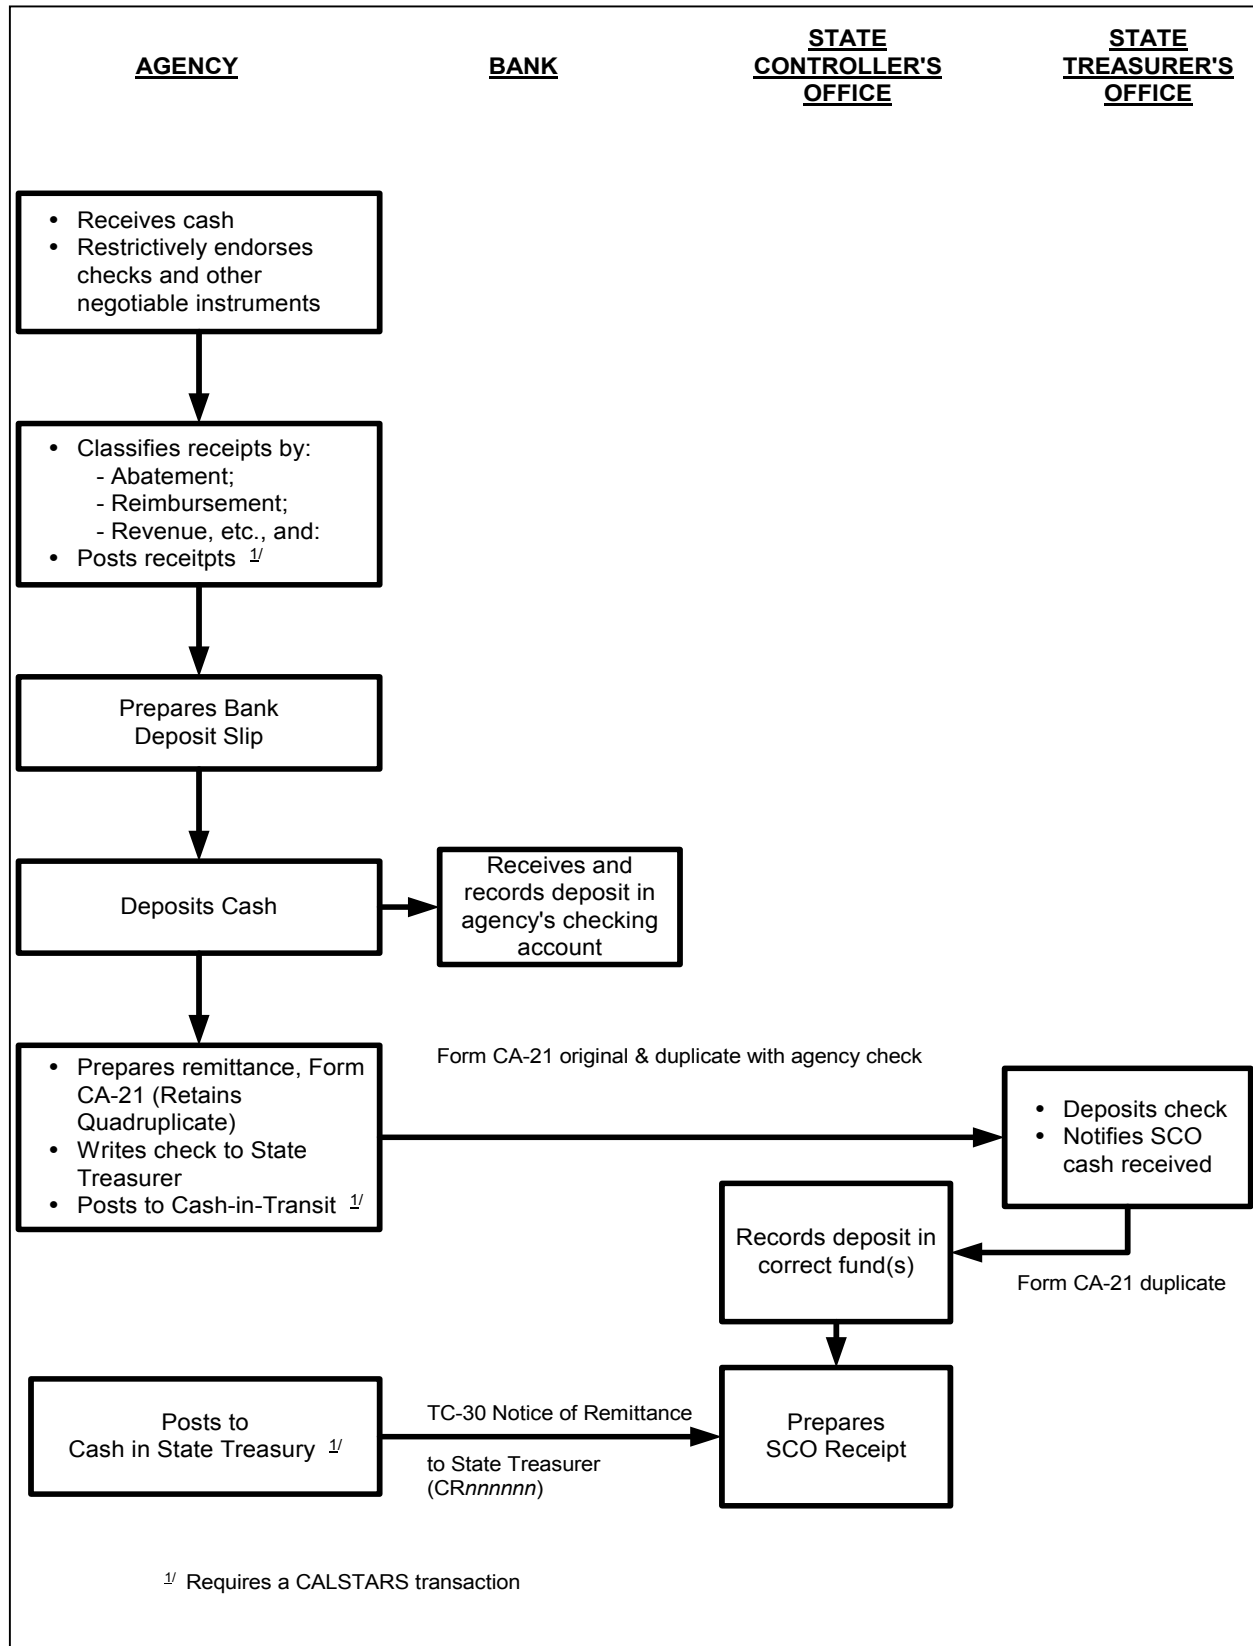 AGENCY
BANK
STATE
CONTROLLER'S
OFFICE
STATE
TREASURER'S
OFFICE
• Receives cash
• Restrictively endorses
checks and other
negotiable instruments
• Classifies receipts by:
- Abatement;
- Reimbursement;
- Revenue, etc., and:
• Posts receitpts 1/
Prepares Bank
Deposit Slip
Deposits Cash
Receives and
records deposit in
agency's checking
account
• Prepares remittance, Form
CA-21 (Retains
Quadruplicate)
• Writes check to State
Treasurer
• Posts to Cash-in-Transit 1/
Form CA-21 original & duplicate with agency check
• Deposits check
• Notifies SCO
cash received
Records deposit in
correct fund(s)
Form CA-21 duplicate
Posts to
Cash in State Treasury 1/
TC-30 Notice of Remittance
to State Treasurer
(CRnnnnnn)
Prepares
SCO Receipt
1/ Requires a CALSTARS transaction